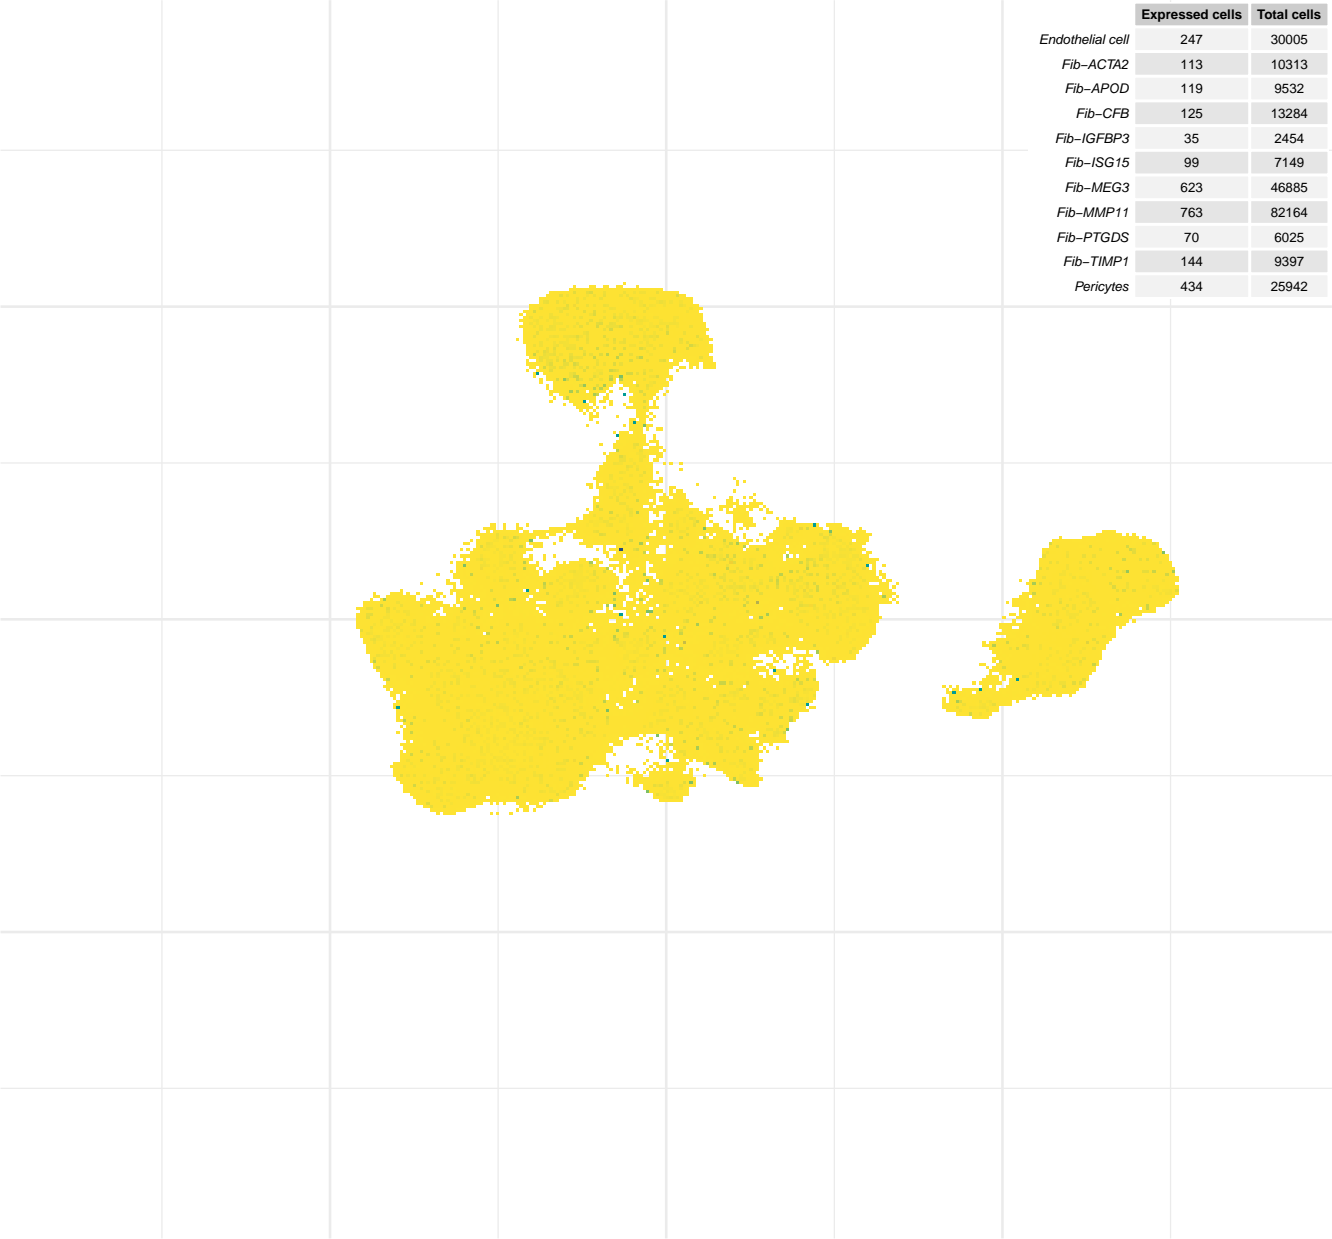 Expressed cells Total cells
Endothelial cell 247 30005
Fib−ACTA2 113 10313
Fib−APOD 119 9532
Fib−CFB 125 13284
Fib−IGFBP3 35 2454
Fib−ISG15 99 7149
Fib−MEG3 623 46885
Fib−MMP11 763 82164
Fib−PTGDS 70 6025
Fib−TIMP1 144 9397
Pericytes 434 25942